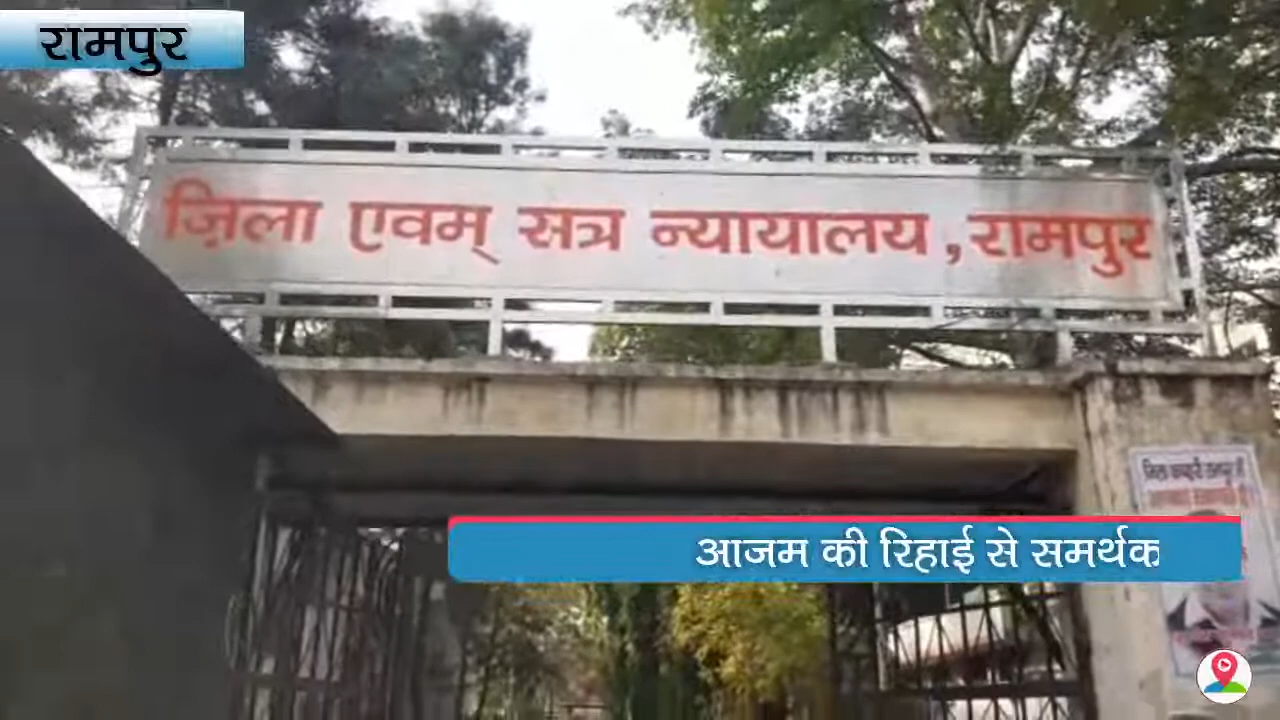 रामपुर
ज़िला एवम् सत्र न्यायालय, रामपुर
आजम की रिहाई से समर्थक